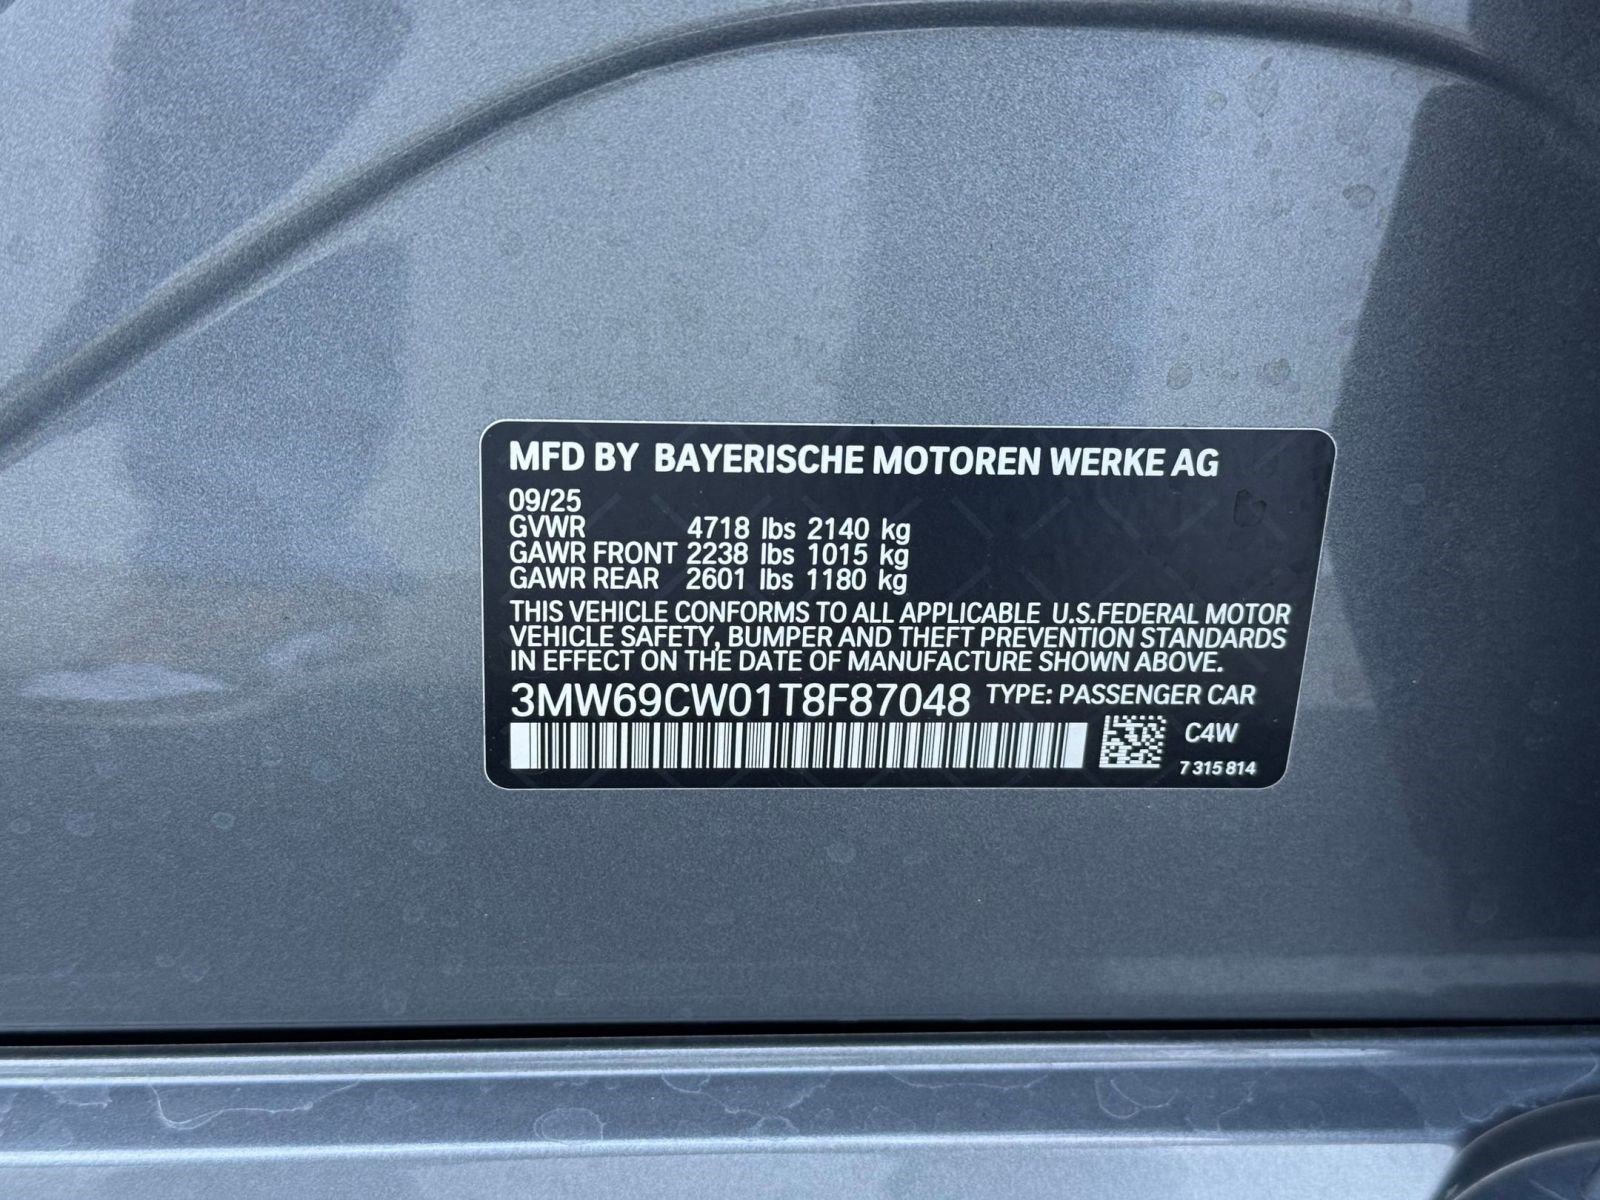 MFD BY BAYERISCHE MOTOREN WERKE AG
09/25
GVWR 4718 lbs 2140 kg
GAWR FRONT 2238 lbs 1015 kg
GAWR REAR 2601 lbs 1180 kg
THIS VEHICLE CONFORMS TO ALL APPLICABLE U.S.FEDERAL MOTOR
VEHICLE SAFETY, BUMPER AND THEFT PREVENTION STANDARDS
IN EFFECT ON THE DATE OF MANUFACTURE SHOWN ABOVE.
3MW69CW01T8F87048 TYPE: PASSENGER CAR
C4W
7 315 814